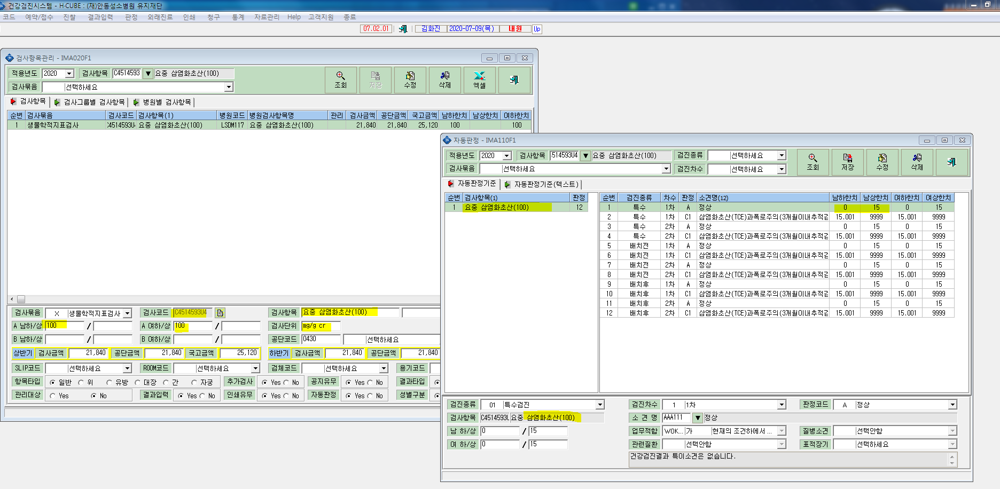 건강검진시스템 - H-CUBE : (재)안동성소병원 유지재단
코드 예약/접수 진찰 결과입력 판정 외래진료 인쇄 청구 통계 자료관리 Help 고객지원 종료
07.02.01 김화진 2020-07-09(목) 내원 Up
검사항목관리 - IMA020F1
적용년도 2020 검사항목 C4514593 요중 삼염화초산(100)
검사묶음 선택하세요
조회 저장 수정 삭제 엑셀
검사항목 검사그룹별 검사항목 병원별 검사항목
순번 검사묶음 검사코드 검사항목(1) 병원코드 병원검사항목명 관리 검사금액 공단금액 국고금액 남하한치 남상한치 여하한치
1 생물학적지표검사 C4514593U 요중 삼염화초산(100) LSDM117 요중 삼염화초산(100) 21,840 21,840 25,120 100 100
검사묶음 X 생물학적지표검사 검사코드 C4514593U4 검사항목 요중 삼염화초산(100)
A 남하/상 100 / A 여하/상 100 / 검사단위 mg/g cr
B 남하/상 / B 여하/상 / 공단코드 0430 선택하세요
상반기 검사금액 21,840 공단금액 21,840 국고금액 25,120 하반기 검사금액 21,840 공단금액 21,840
SLIP코드 선택하세요 ROOM코드 선택하세요 검체코드 선택하세요 용기코드
항목타입 일반 위 유방 대장 간 자궁 추가검사 Yes No 공지유무 Yes No 결과타입
관리대상 Yes No 결과입력 Yes No 인쇄유무 Yes No 자동판정 Yes No 성별구분
자동판정 - IMA110F1
적용년도 2020 검사항목 514593U4 요중 삼염화초산(100) 검진종류 선택하세요
검사묶음 선택하세요 검진차수 선택하세요
조회 저장 수정 삭제
자동판정기준 자동판정기준(텍스트)
순번 검사항목(1) 판정
1 요중 삼염화초산(100) 12
순번 검진종류 차수 판정 소견명(12) 남하한치 남상한치 여하한치 여상한치
1 특수 1차 A 정상 0 15 0 15
2 특수 1차 C1 삼염화초산(TCE)과폭로주의(3개월이내추적검 15.001 9999 15.001 9999
3 특수 2차 A 정상 0 15 0 15
4 특수 2차 C1 삼염화초산(TCE)과폭로주의(3개월이내추적검 15.001 9999 15.001 9999
5 배치전 1차 A 정상 0 15 0 15
6 배치전 1차 C1 삼염화초산(TCE)과폭로주의(3개월이내추적검 15.001 9999 15.001 9999
7 배치전 2차 A 정상 0 15 0 15
8 배치전 2차 C1 삼염화초산(TCE)과폭로주의(3개월이내추적검 15.001 9999 15.001 9999
9 배치후 1차 A 정상 0 15 0 15
10 배치후 1차 C1 삼염화초산(TCE)과폭로주의(3개월이내추적검 15.001 9999 15.001 9999
11 배치후 2차 A 정상 0 15 0 15
12 배치후 2차 C1 삼염화초산(TCE)과폭로주의(3개월이내추적검 15.001 9999 15.001 9999
검진종류 01 특수검진 검진차수 1 1차 판정코드 A 정상
검사항목 C4514593U 요중 삼염화초산(100) 소 견 명 AAA111 정상
남 하/상 0 / 15 업무적합 WOK... 가 현재의 조건하에서 ... 질병소견 선택안함
여 하/상 0 / 15 관련질환 선택안함 표적장기 선택하세요
건강검진결과 특이소견은 없습니다.